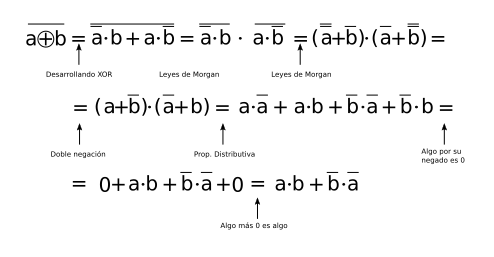 a̅⊕̅b̅ = a̿·̅b̅ ̅+̅ ̅a̅·̅b̿ = a̿·̅b̅ · a̅·̅b̿ = (a̿+b̅)·(a̅+b̿) =
Desarrollando XOR Leyes de Morgan Leyes de Morgan
= (a+b̅)·(a̅+b) = a·a̅ + a·b + b̅·a̅ + b̅·b =
Doble negación Prop. Distributiva Algo por su
negado es 0
= 0+a·b + b̅·a̅ +0 = a·b + b̅·a̅
Algo más 0 es algo